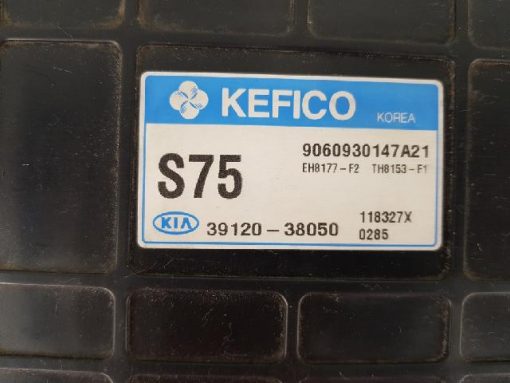 KEFICO KOREA
S75
9060930147A21
EH8177-F2 TH8153-F1
KIA 39120-38050
118327X
0285